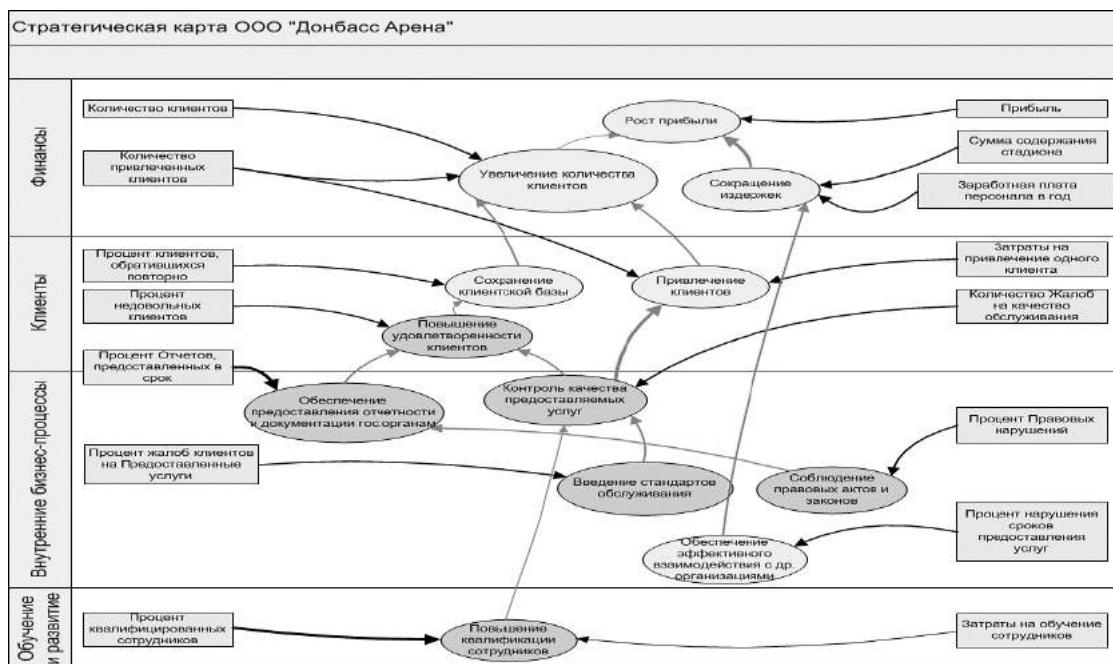 Стратегическая карта ООО "Донбасс Арена"
Финансы
Количество клиентов
Количество
привлеченных
клиентов
Рост прибыли
Увеличение количества
клиентов
Сокращение
издержек
Прибыль
Сумма содержания
стадиона
Заработная плата
персонала в год
Клиенты
Процент клиентов,
обратившихся
повторно
Процент
недовольных
клиентов
Сохранение
клиентской базы
Привлечение
клиентов
Повышение
удовлетворенности
клиентов
Затраты на
привлечение одного
клиента
Количество Жалоб
на качество
обслуживания
Внутренние бизнес-процессы
Процент Отчетов,
предоставленных в
срок
Обеспечение
предоставления отчетности
и документации гос.органам
Контроль качества
предоставляемых
услуг
Процент Правовых
нарушений
Процент жалоб клиентов
на Предоставленные
услуги
Введение стандартов
обслуживания
Соблюдение
правовых актов и
законов
Обеспечение
эффективного
взаимодействия с др.
организациями
Процент нарушения
сроков
предоставления
услуг
Обучение
и развитие
Процент
квалифицированных
сотрудников
Повышение
квалификации
сотрудников
Затраты на обучение
сотрудников